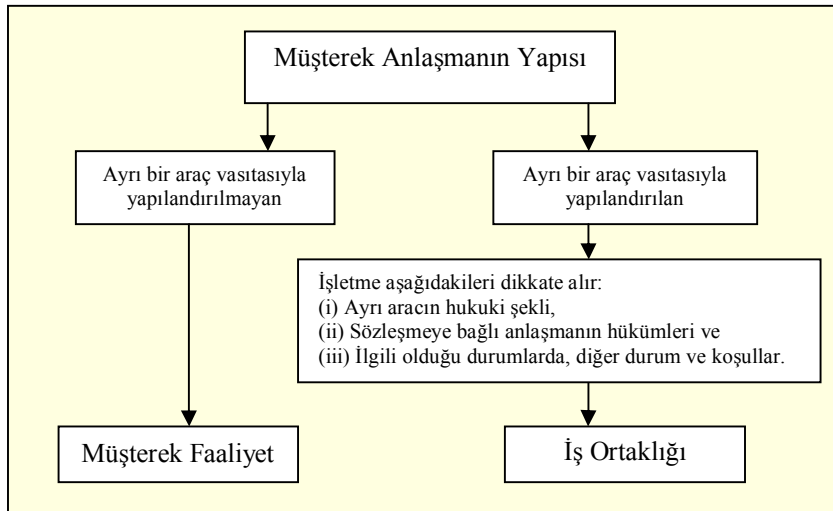 Müşterek Anlaşmanın Yapısı
Ayrı bir araç vasıtasıyla
yapılandırılmayan
Ayrı bir araç vasıtasıyla
yapılandırılan
İşletme aşağıdakileri dikkate alır:
(i) Ayrı aracın hukuki şekli,
(ii) Sözleşmeye bağlı anlaşmanın hükümleri ve
(iii) İlgili olduğu durumlarda, diğer durum ve koşullar.
Müşterek Faaliyet
İş Ortaklığı